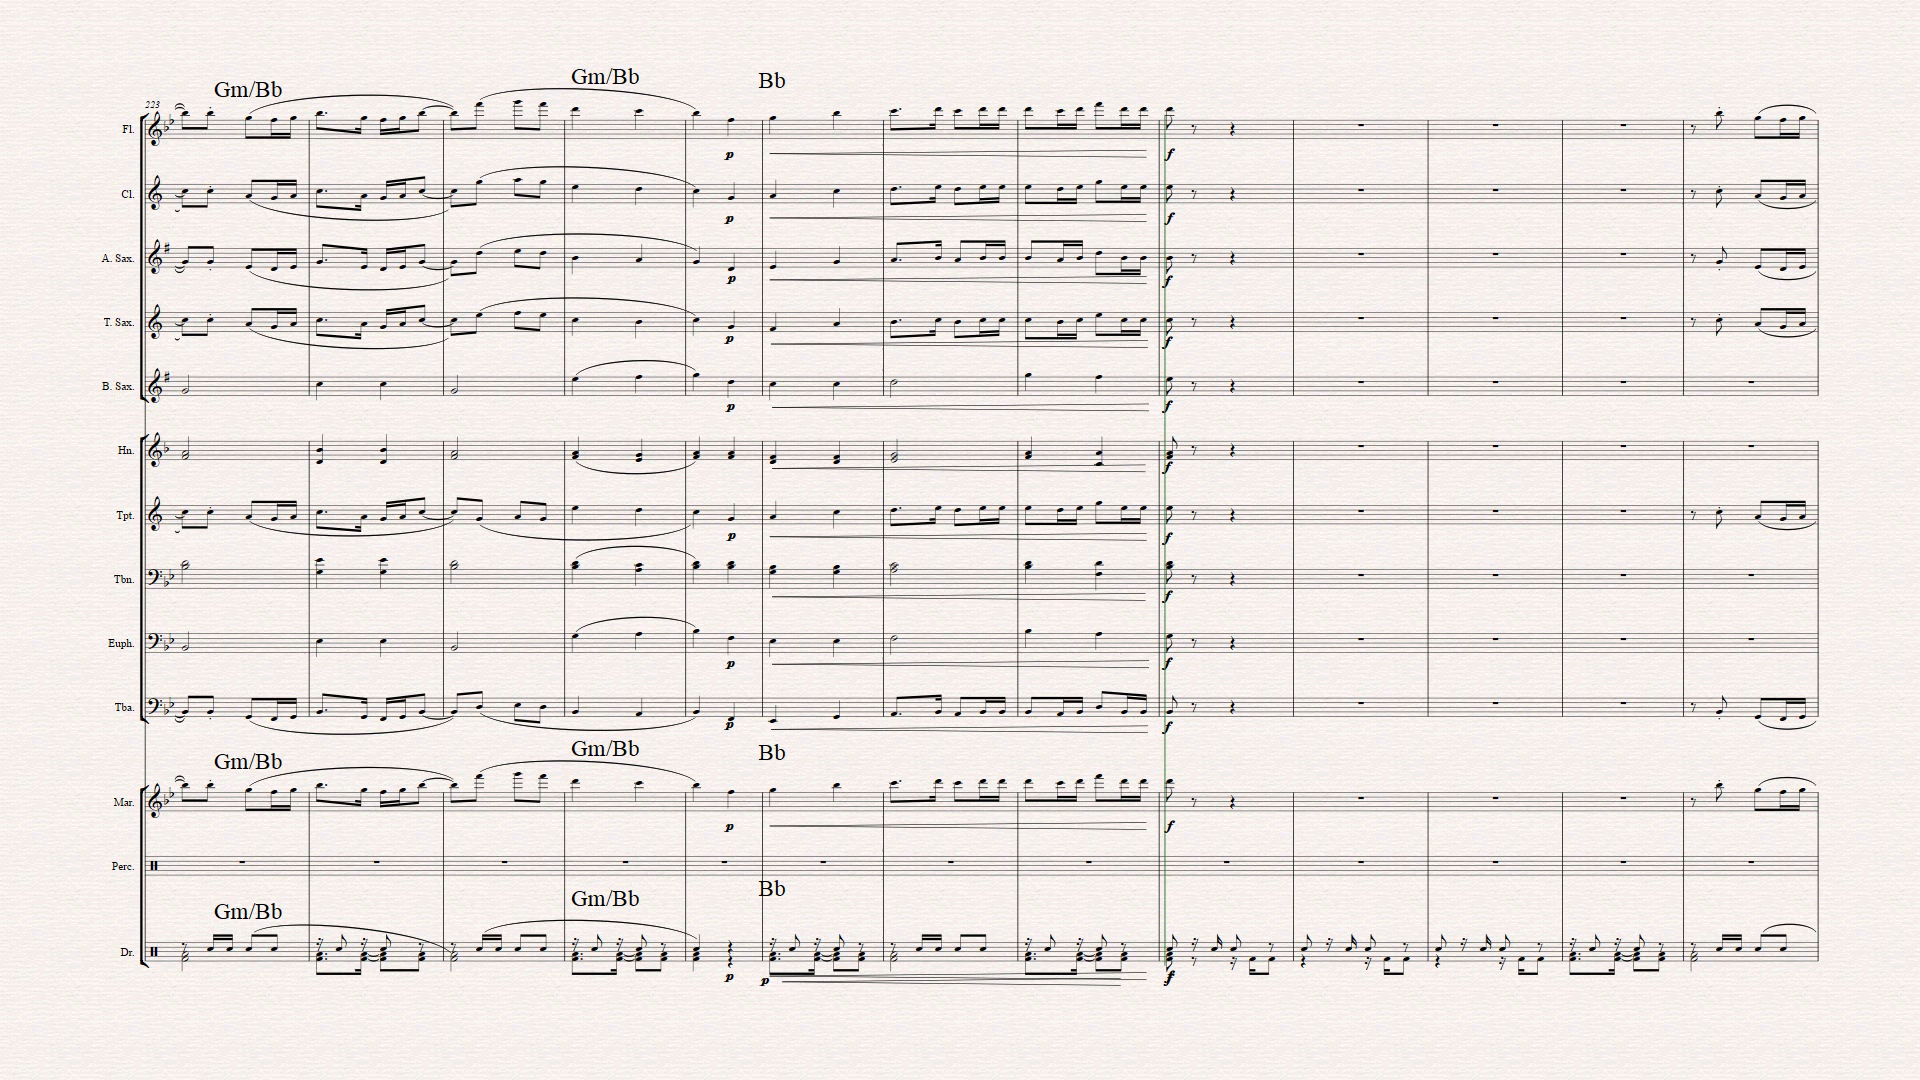 Gm/Bb Gm/Bb Bb
223
Fl.
p f
Cl.
p f
A. Sax.
p f
T. Sax.
p f
B. Sax.
p f
Hn.
f
Tpt.
p f
Tbn.
f
Euph.
p f
Tba.
p f
Gm/Bb Gm/Bb Bb
Mar.
p f
Perc.
Gm/Bb Gm/Bb Bb
Dr.
p p f